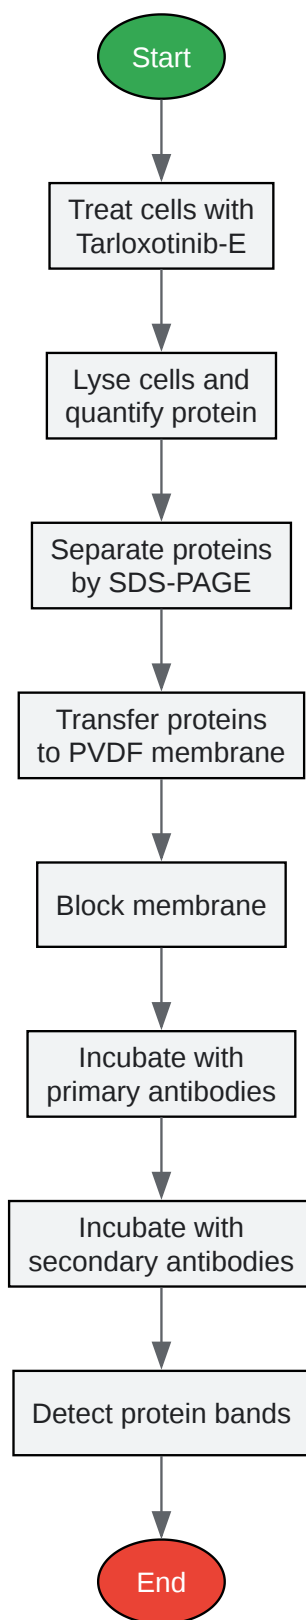 Start
Treat cells with
Tarloxotinib-E
Lyse cells and
quantify protein
Separate proteins
by SDS-PAGE
Transfer proteins
to PVDF membrane
Block membrane
Incubate with
primary antibodies
Incubate with
secondary antibodies
Detect protein bands
End